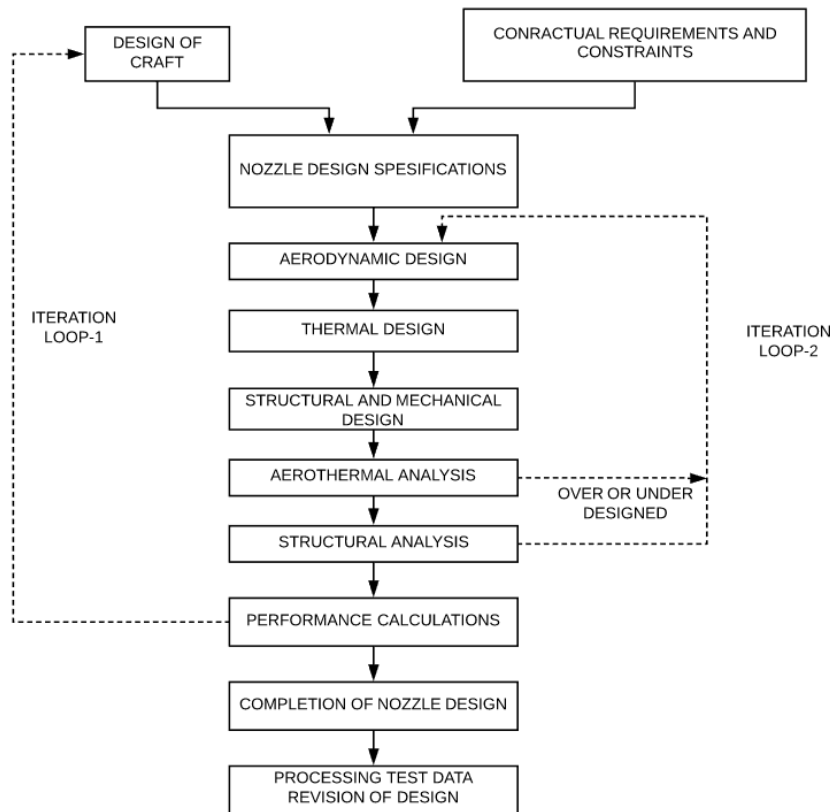 DESIGN OF
CRAFT
CONRACTUAL REQUIREMENTS AND
CONSTRAINTS
NOZZLE DESIGN SPESIFICATIONS
AERODYNAMIC DESIGN
ITERATION
LOOP-1
THERMAL DESIGN
ITERATION
LOOP-2
STRUCTURAL AND MECHANICAL
DESIGN
AEROTHERMAL ANALYSIS
OVER OR UNDER
DESIGNED
STRUCTURAL ANALYSIS
PERFORMANCE CALCULATIONS
COMPLETION OF NOZZLE DESIGN
PROCESSING TEST DATA
REVISION OF DESIGN